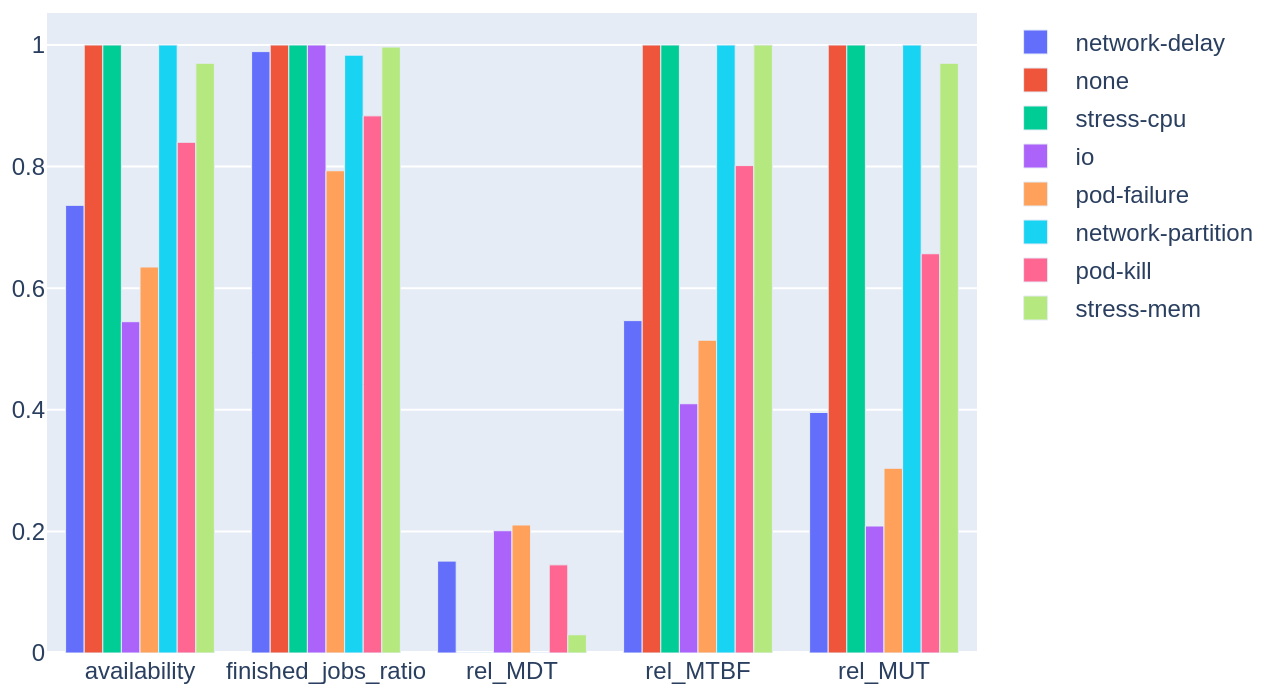 1
0.8
0.6
0.4
0.2
0
availability finished_jobs_ratio rel_MDT rel_MTBF rel_MUT
network-delay
none
stress-cpu
io
pod-failure
network-partition
pod-kill
stress-mem